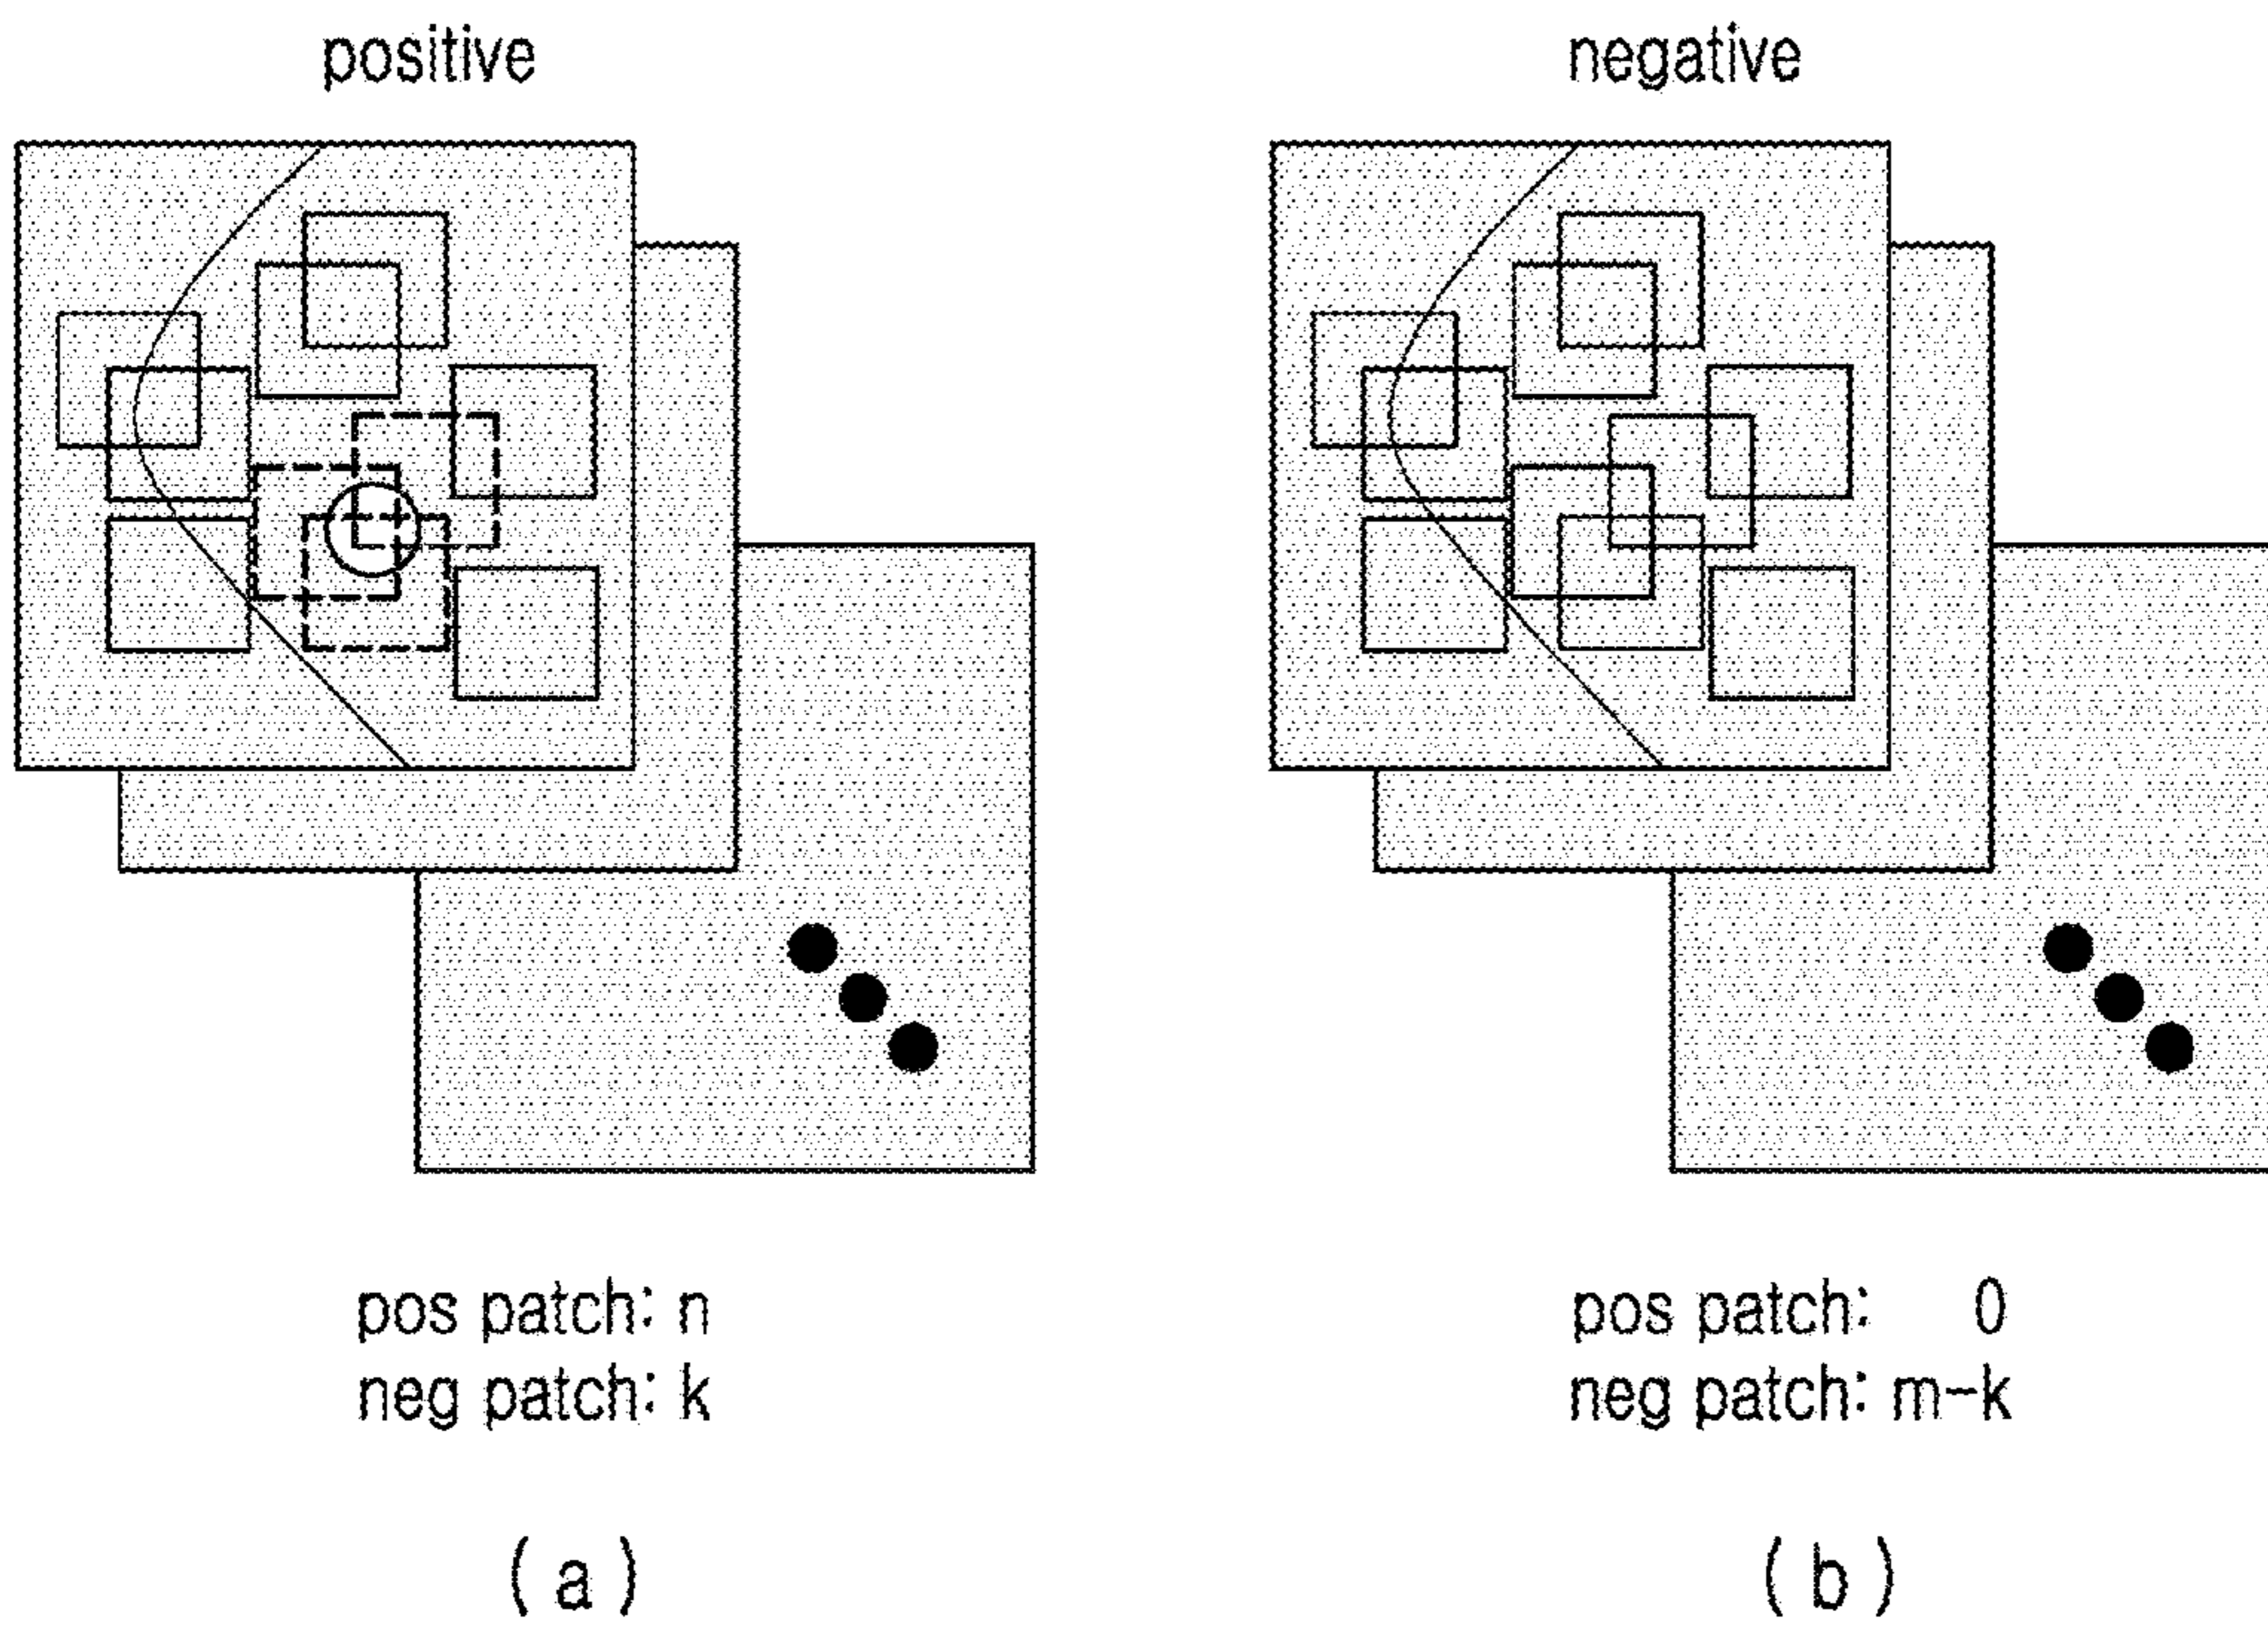 positive
negative
pos patch: n
neg patch: k
pos patch: 0
neg patch: m-k
( a )
( b )